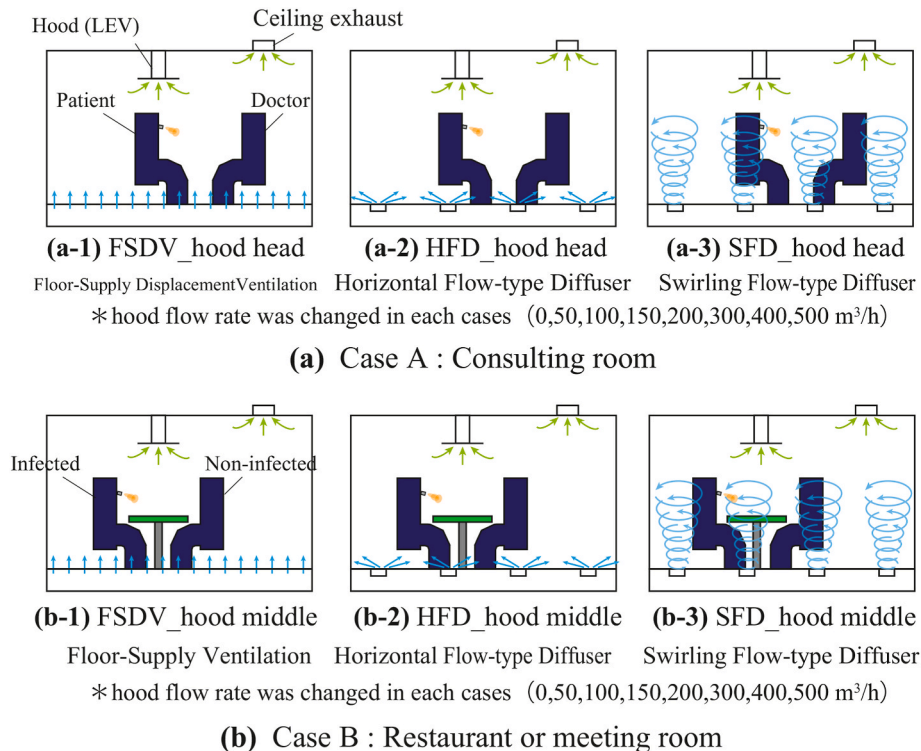 Hood (LEV)
Ceiling exhaust
Patient
Doctor
(a-1) FSDV_hood head
(a-2) HFD_hood head
(a-3) SFD_hood head
Floor-Supply DisplacementVentilation
Horizontal Flow-type Diffuser
Swirling Flow-type Diffuser
*hood flow rate was changed in each cases (0,50,100,150,200,300,400,500 m³/h)
(a) Case A : Consulting room
Infected
Non-infected
(b-1) FSDV_hood middle
(b-2) HFD_hood middle
(b-3) SFD_hood middle
Floor-Supply Ventilation
Horizontal Flow-type Diffuser
Swirling Flow-type Diffuser
*hood flow rate was changed in each cases (0,50,100,150,200,300,400,500 m³/h)
(b) Case B : Restaurant or meeting room